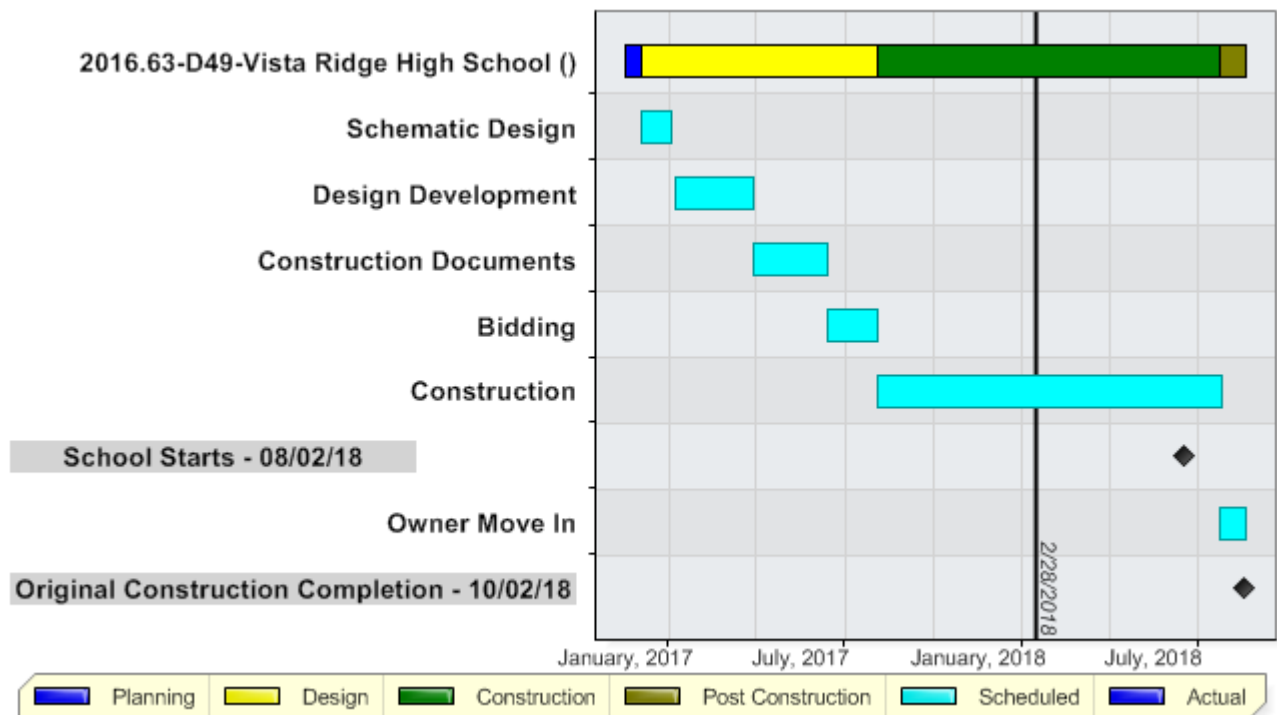 2016.63-D49-Vista Ridge High School ()
Schematic Design
Design Development
Construction Documents
Bidding
Construction
School Starts - 08/02/18
Owner Move In
Original Construction Completion - 10/02/18
2/28/2018
January, 2017 July, 2017 January, 2018 July, 2018
Planning Design Construction Post Construction Scheduled Actual